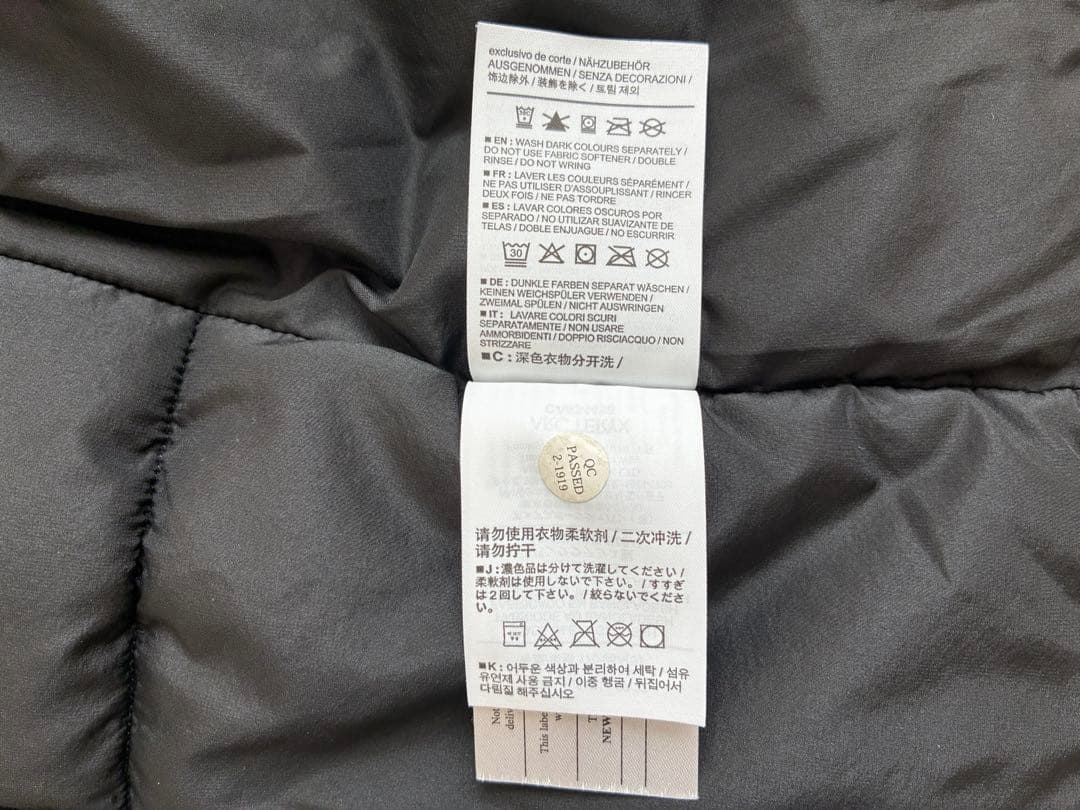 exclusivo de corte / NÄHZUBEHÖR
AUSGENOMMEN / SENZA DECORAZIONI /
饰边除外 / 装飾を除く / 트림 제외
■ EN : WASH DARK COLOURS SEPARATELY /
DO NOT USE FABRIC SOFTENER / DOUBLE
RINSE / DO NOT WRING
■ FR : LAVER LES COULEURS SÉPARÉMENT /
NE PAS UTILISER D'ASSOUPLISSANT / RINCER
DEUX FOIS / NE PAS TORDRE
■ ES : LAVAR COLORES OSCUROS POR
SEPARADO / NO UTILIZAR SUAVIZANTE DE
TELAS / DOBLE ENJUAGUE / NO ESCURRIR
30
■ DE : DUNKLE FARBEN SEPARAT WÄSCHEN /
KEINEN WEICHSPÜLER VERWENDEN /
ZWEIMAL SPÜLEN / NICHT AUSWRINGEN
■ IT : LAVARE COLORI SCURI
SEPARATAMENTE / NON USARE
AMMORBIDENTI / DOPPIO RISCIACQUO / NON
STRIZZARE
■ C : 深色衣物分开洗 /
ARC'TERYX
QC
PASSED
2-1919
请勿使用衣物柔软剂 / 二次冲洗 /
请勿拧干
■ J : 濃色品は分けて洗濯してください /
柔軟剤は使用しないで下さい。/ すすぎ
は2回して下さい。/ 絞らないでくださ
い。
■ K : 어두운 색상과 분리하여 세탁 / 섬유
유연제 사용 금지 / 이중 헹굼 / 뒤집어서
다림질 해주십시오
Not
deli
This labe
w
T
NEW